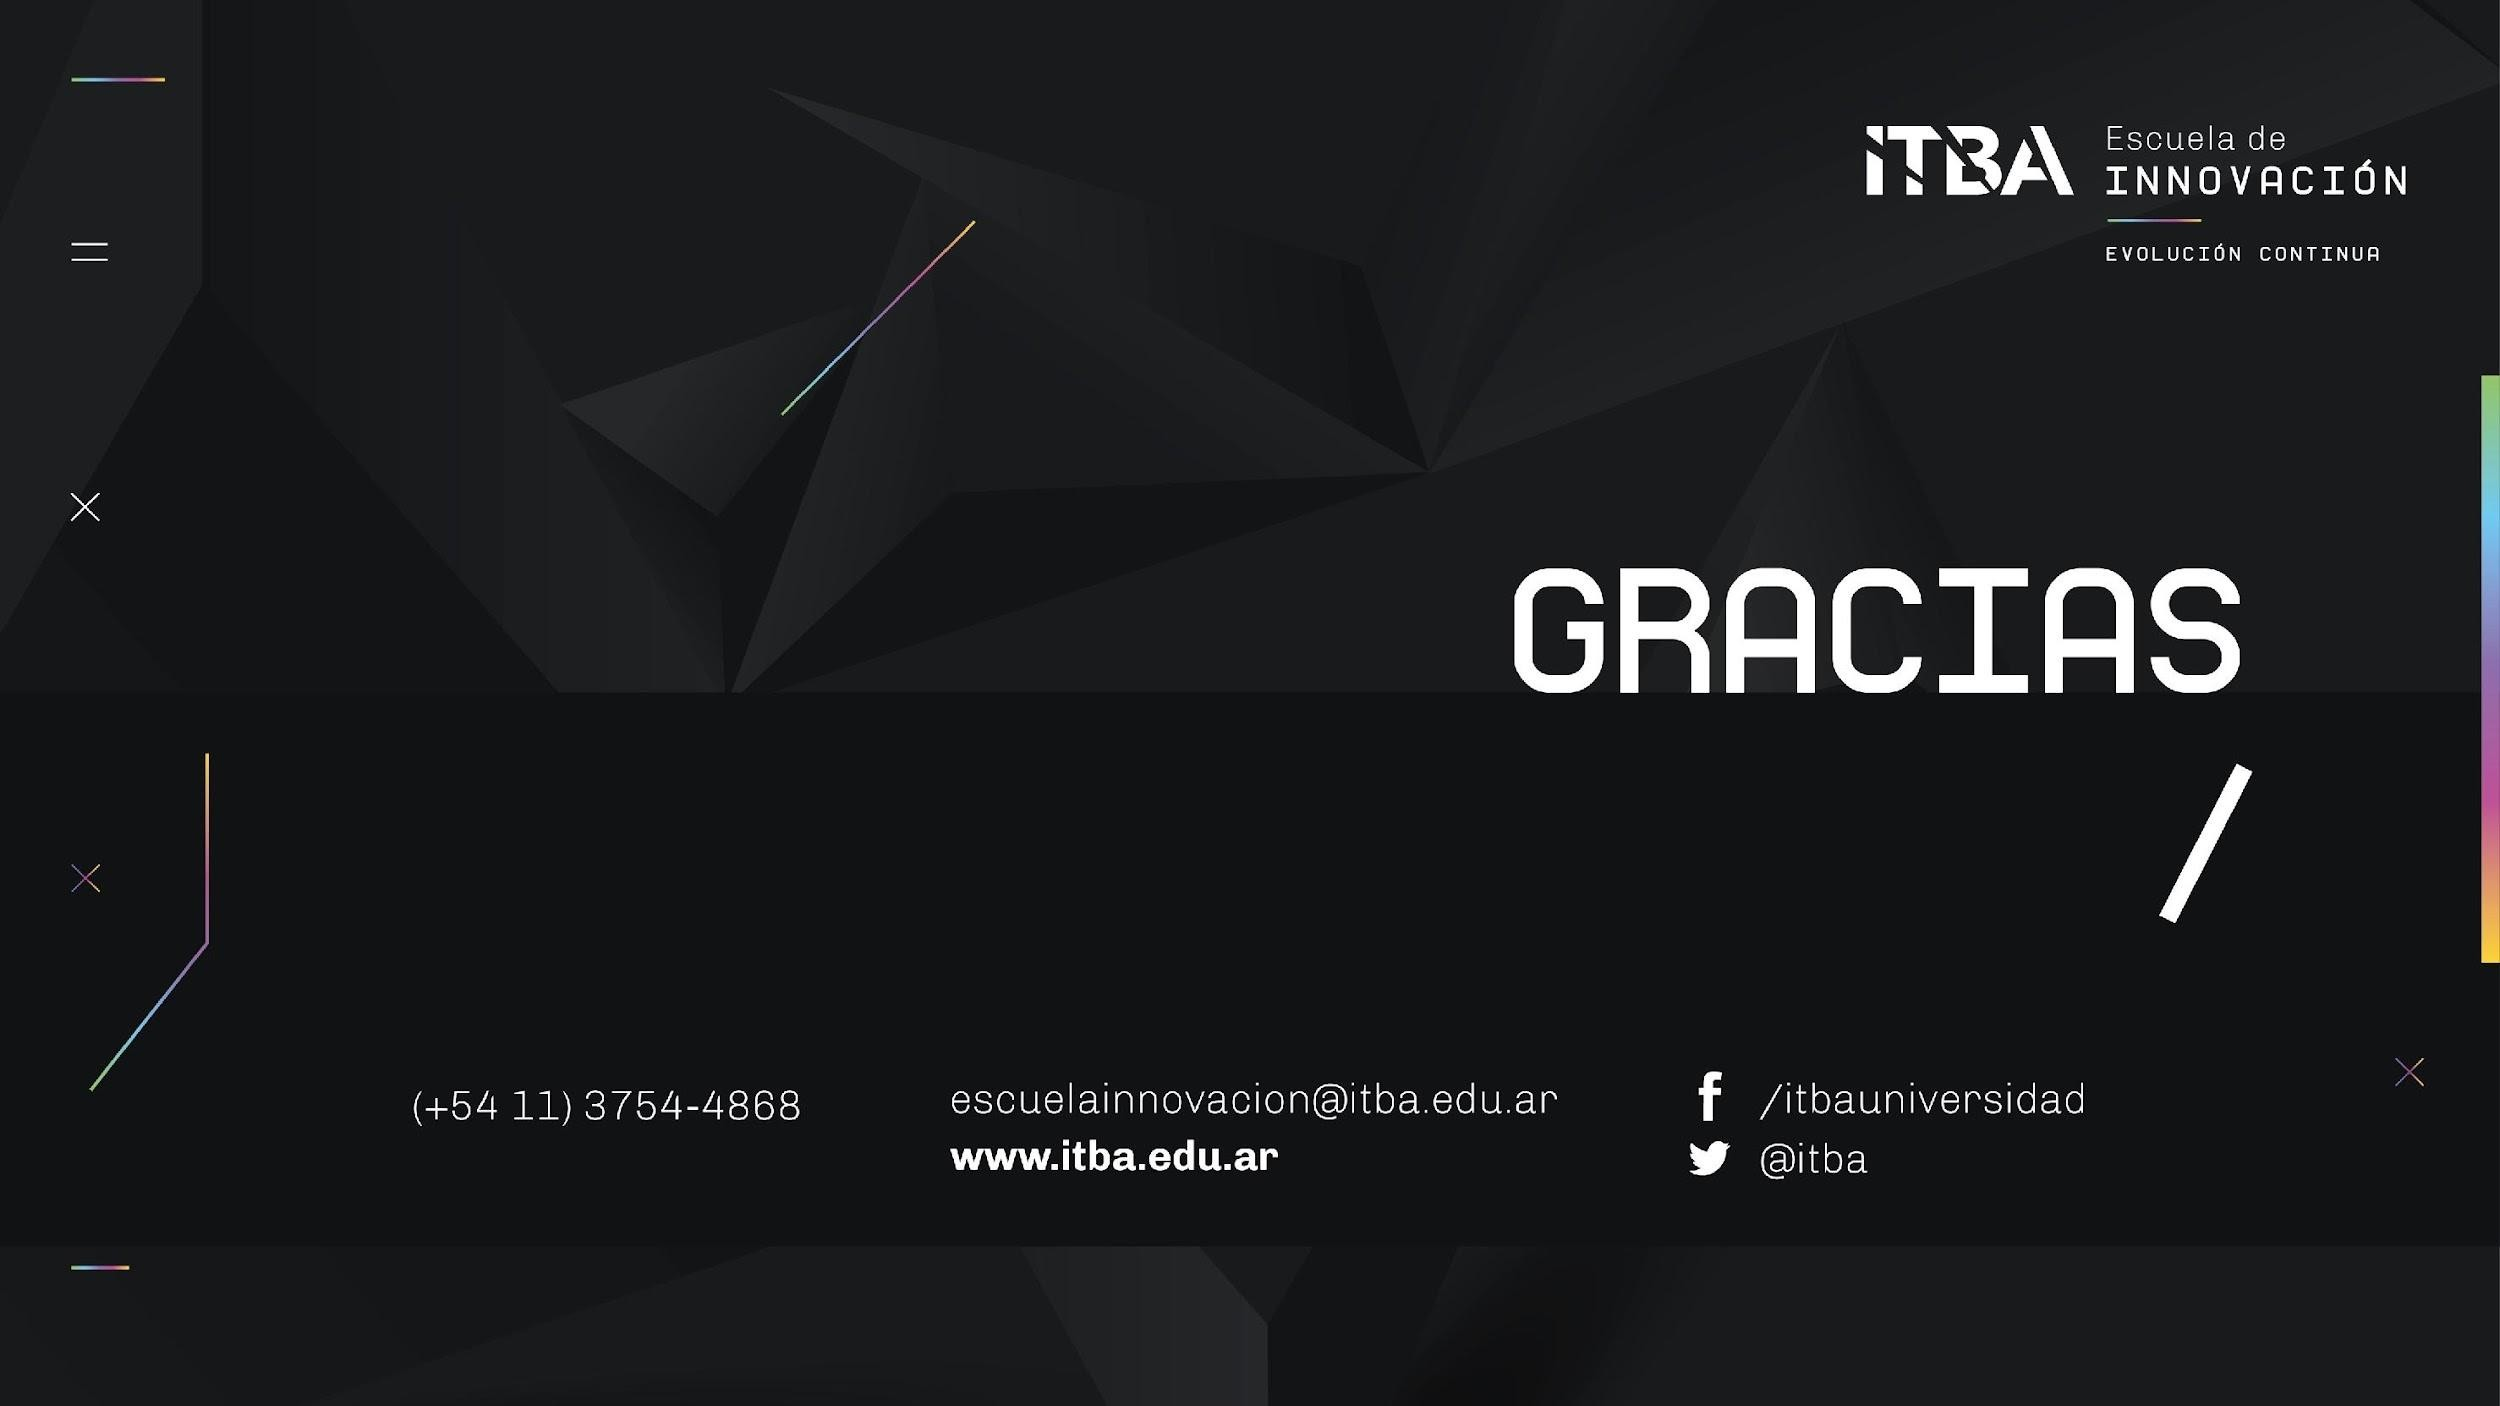 ITBA
Escuela de
INNOVACIÓN
EVOLUCIÓN CONTINUA
GRACIAS
/
(+54 11) 3754-4868
escuelainnovacion@itba.edu.ar
www.itba.edu.ar
/itbauniversidad
@itba